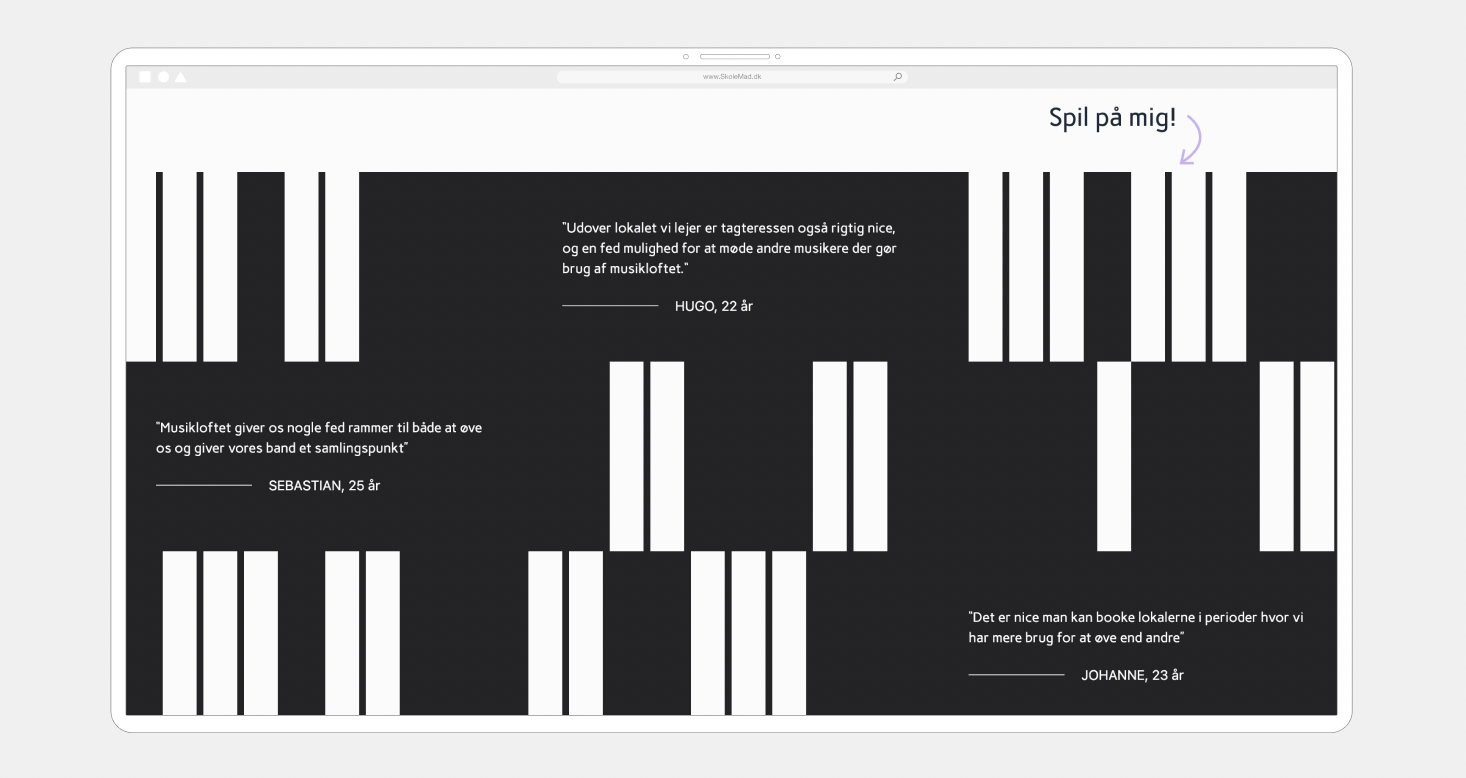 www.SkoleMad.dk
Spil på mig!
"Udover lokalet vi lejer er tagteressen også rigtig nice,
og en fed mulighed for at møde andre musikere der gør
brug af musikloftet."
HUGO, 22 år
"Musikloftet giver os nogle fed rammer til både at øve
os og giver vores band et samlingspunkt"
SEBASTIAN, 25 år
"Det er nice man kan booke lokalerne i perioder hvor vi
har mere brug for at øve end andre"
JOHANNE, 23 år